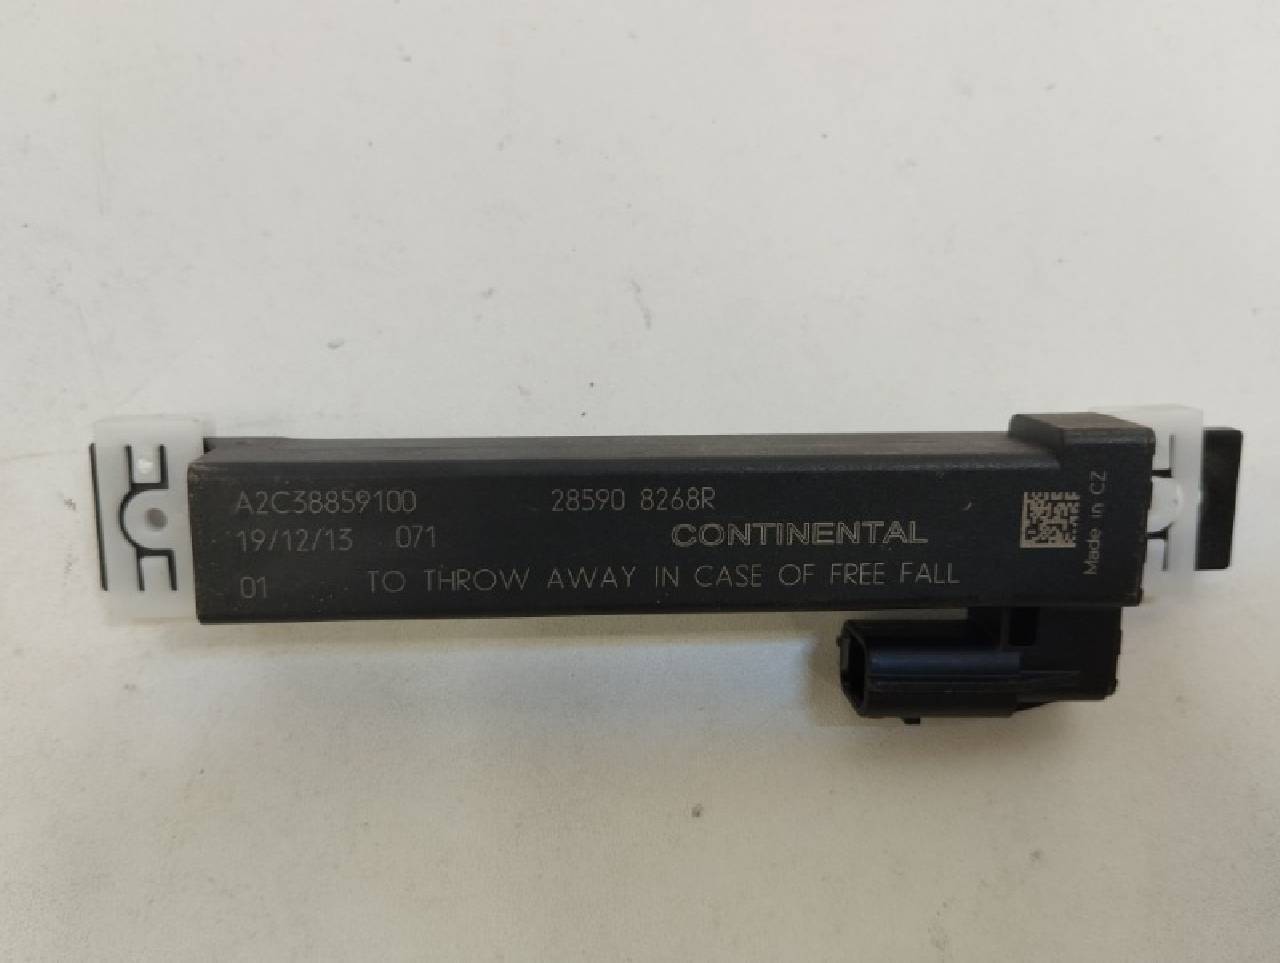 A2C38859100 28590 8268R
19/12/13 071 CONTINENTAL
01 TO THROW AWAY IN CASE OF FREE FALL
Made in CZ